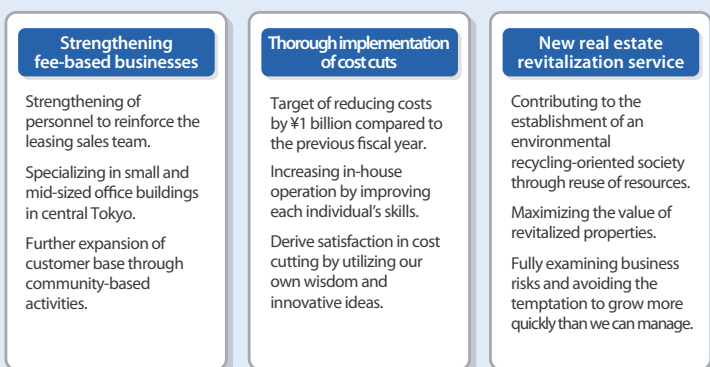 Strengthening
fee-based businesses
Strengthening of
personnel to reinforce the
leasing sales team.
Specializing in small and
mid-sized office buildings
in central Tokyo.
Further expansion of
customer base through
community-based
activities.
Thorough implementation
of cost cuts
Target of reducing costs
by ¥1 billion compared to
the previous fiscal year.
Increasing in-house
operation by improving
each individual's skills.
Derive satisfaction in cost
cutting by utilizing our
own wisdom and
innovative ideas.
New real estate
revitalization service
Contributing to the
establishment of an
environmental
recycling-oriented society
through reuse of resources.
Maximizing the value of
revitalized properties.
Fully examining business
risks and avoiding the
temptation to grow more
quickly than we can manage.